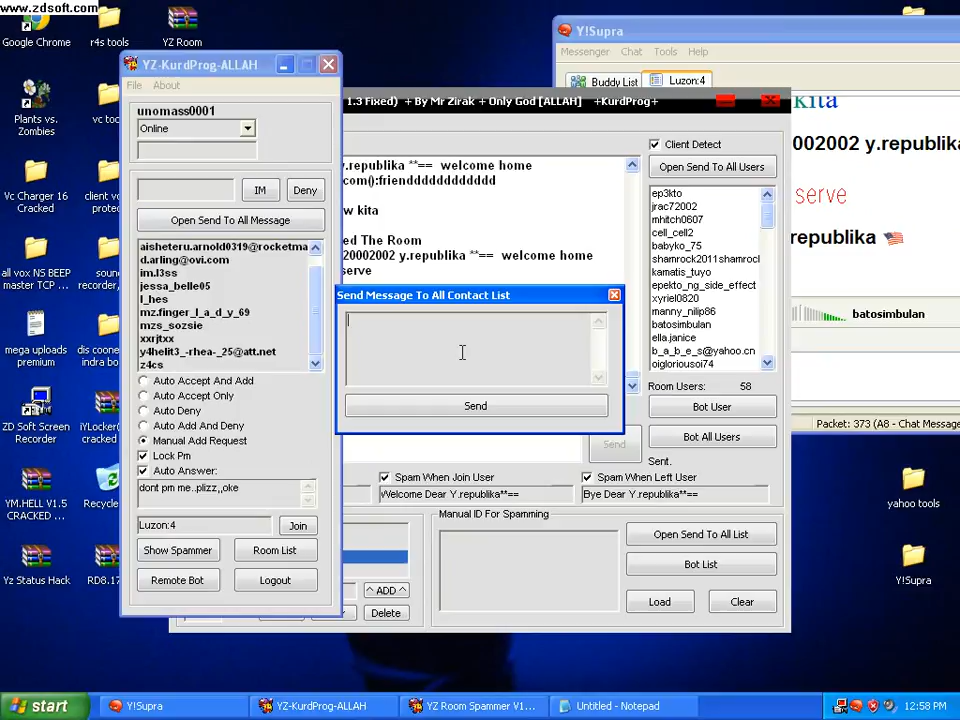 www.zdsoft.com
Google Chrome
r4s tools
YZ Room
Plants vs.
Zombies
vc too
Vc Charger 16
Cracked
client v
protec
all vox NS BEEP
master TCP ...
soun
recorder,
mega uploads
premium
dis coone
indra bo
ZD Soft Screen
Recorder
iYLocker(
cracked
YM.HELL V1.5
CRACKED ...
Recycle
Yz Status Hack
RD8.17
YZ-KurdProg-ALLAH
File
About
unomass0001
Online
IM
Deny
Open Send To All Message
aisheteru.arnold0319@rocketma
d.arling@ovi.com
im.l3ss
jessa_belle05
l_hes
mz.finger_l_a_d_y_69
mzs_sozsie
xxrjtxx
y4helit3_-rhea-_25@att.net
z4cs
Auto Accept And Add
Auto Accept Only
Auto Deny
Auto Add And Deny
Manual Add Request
Lock Pm
Auto Answer:
dont pm me..plizz,,oke
Luzon:4
Join
Show Spammer
Room List
Remote Bot
Logout
1.3 Fixed) + By Mr Zirak + Only God [ALLAH] +KurdProg+
y.republika **== welcome home
com():friendddddddddddd
w kita
ed The Room
20002002 y.republika **== welcome home
serve
Send Message To All Contact List
Send
Send
Client Detect
Open Send To All Users
ep3kto
jrac72002
mhitch0607
cell_cell2
babyko_75
shamrock2011shamrocl
kamatis_tuyo
epekto_ng_side_effect
xyriel0820
manny_nilip86
batosimbulan
ella.janice
b_a_b_e_s@yahoo.cn
oigloriousoi74
Room Users: 58
Bot User
Bot All Users
Sent.
Spam When Join User
Spam When Left User
Welcome Dear Y.republika**==
Bye Dear Y.republika**==
Manual ID For Spamming
Open Send To All List
Bot List
Load
Clear
^ ADD ^
Delete
Y!Supra
Messenger
Chat
Tools
Help
Buddy List
Luzon:4
kita
002002 y.republika
serve
republika
batosimbulan
Packet: 373 (A8 - Chat Message
yahoo tools
Y!Supra
start
Y!Supra
YZ-KurdProg-ALLAH
YZ Room Spammer V1...
Untitled - Notepad
12:58 PM